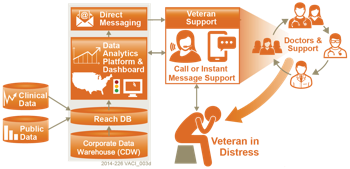 Direct
Messaging
Data
Analytics
Platform &
Dashboard
Clinical
Data
Public
Data
Reach DB
Corporate Data
Warehouse (CDW)
2014-226 VACI_003d
Veteran
Support
Call or Instant
Message Support
Doctors &
Support
Veteran in
Distress